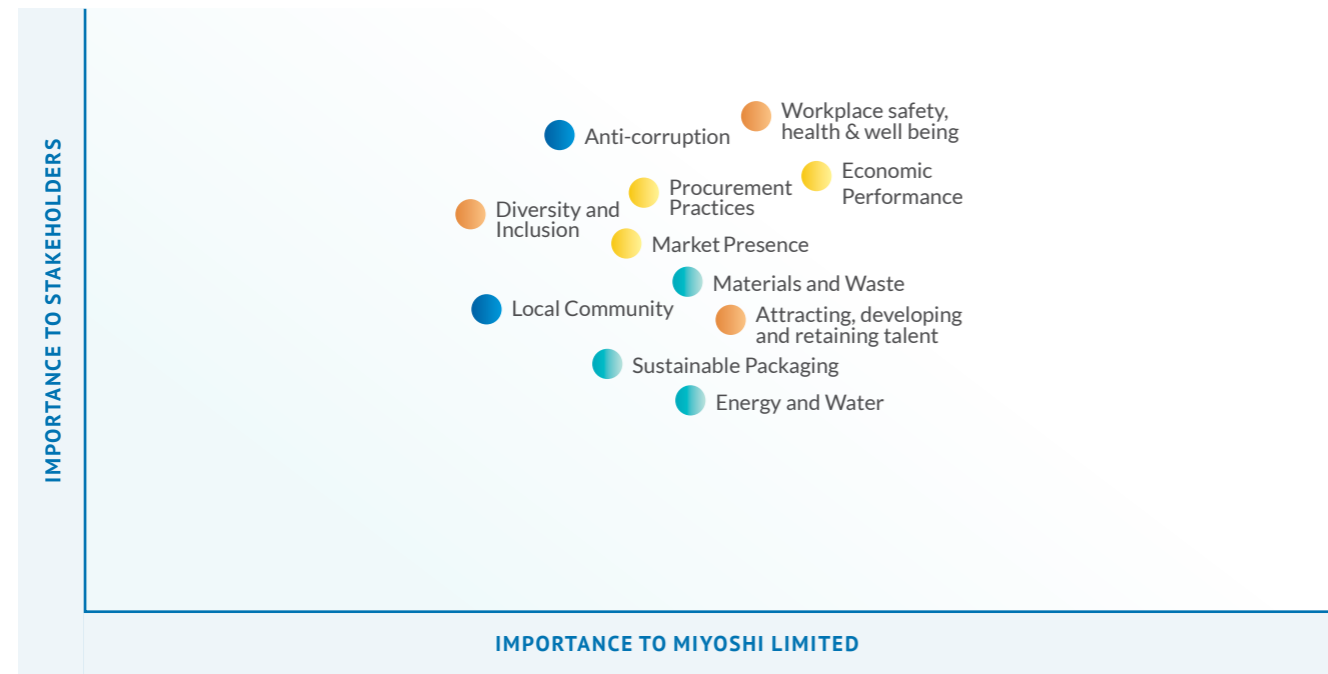 IMPORTANCE TO STAKEHOLDERS
Workplace safety,
health & well being
Anti-corruption
Economic
Performance
Procurement
Practices
Diversity and
Inclusion
Market Presence
Materials and Waste
Local Community
Attracting, developing
and retaining talent
Sustainable Packaging
Energy and Water
IMPORTANCE TO MIYOSHI LIMITED